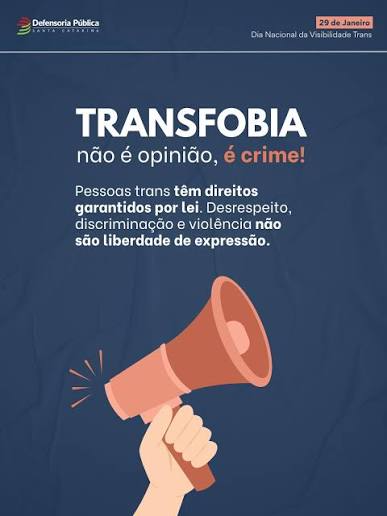 Defensoria Pública
SANTA CATARINA
29 de Janeiro
Dia Nacional da Visibilidade Trans
TRANSFOBIA
não é opinião, é crime!
Pessoas trans têm direitos
garantidos por lei. Desrespeito,
discriminação e violência não
são liberdade de expressão.